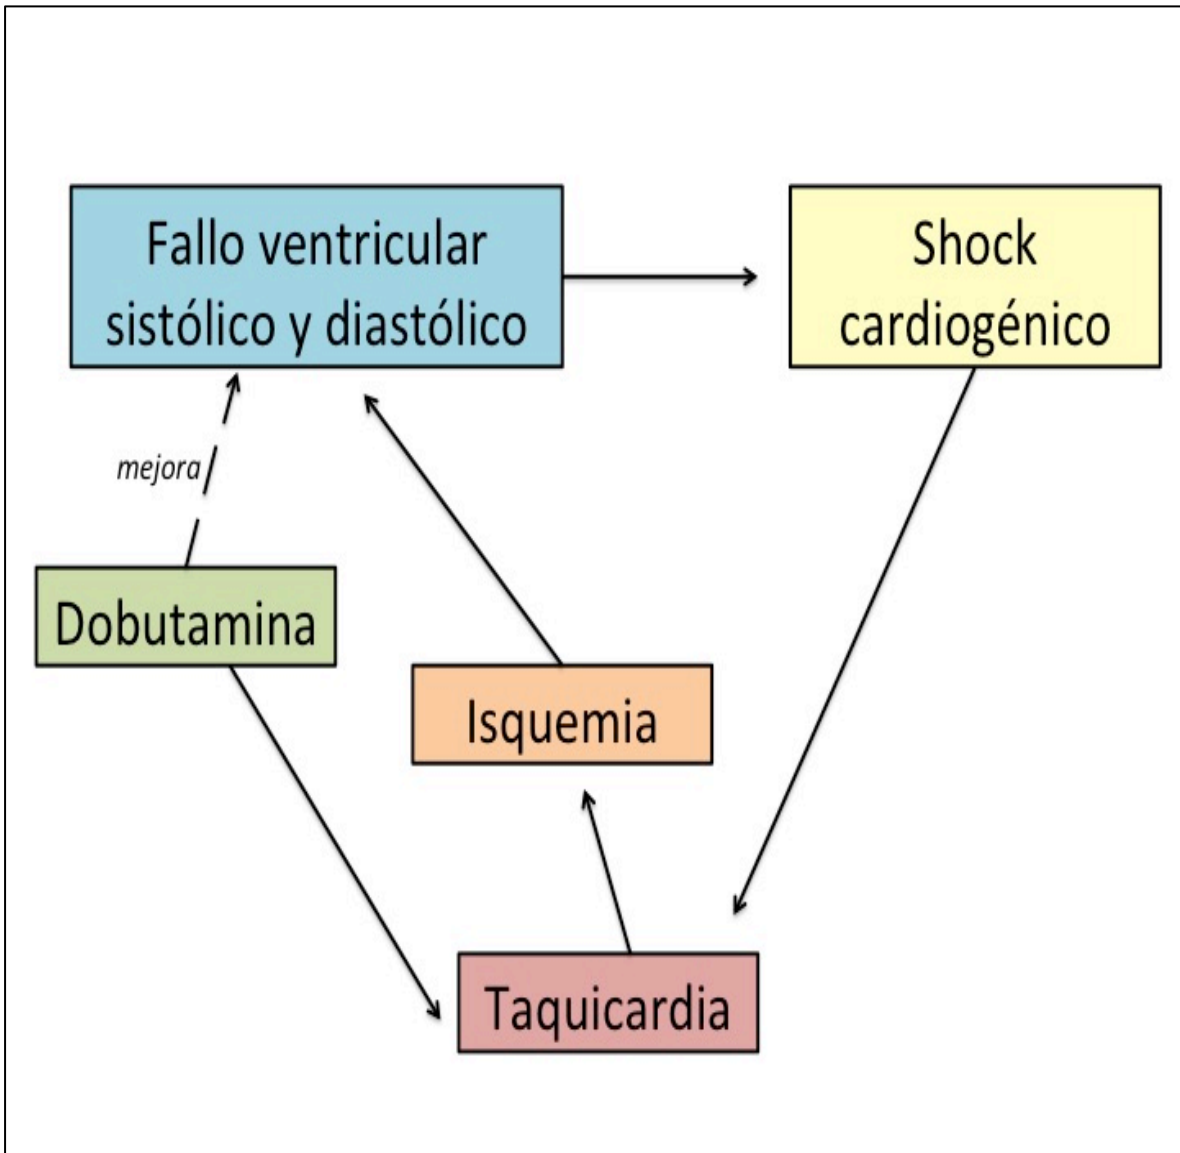 Fallo ventricular
sistólico y diastólico
Shock
cardiogénico
mejora
Dobutamina
Isquemia
Taquicardia